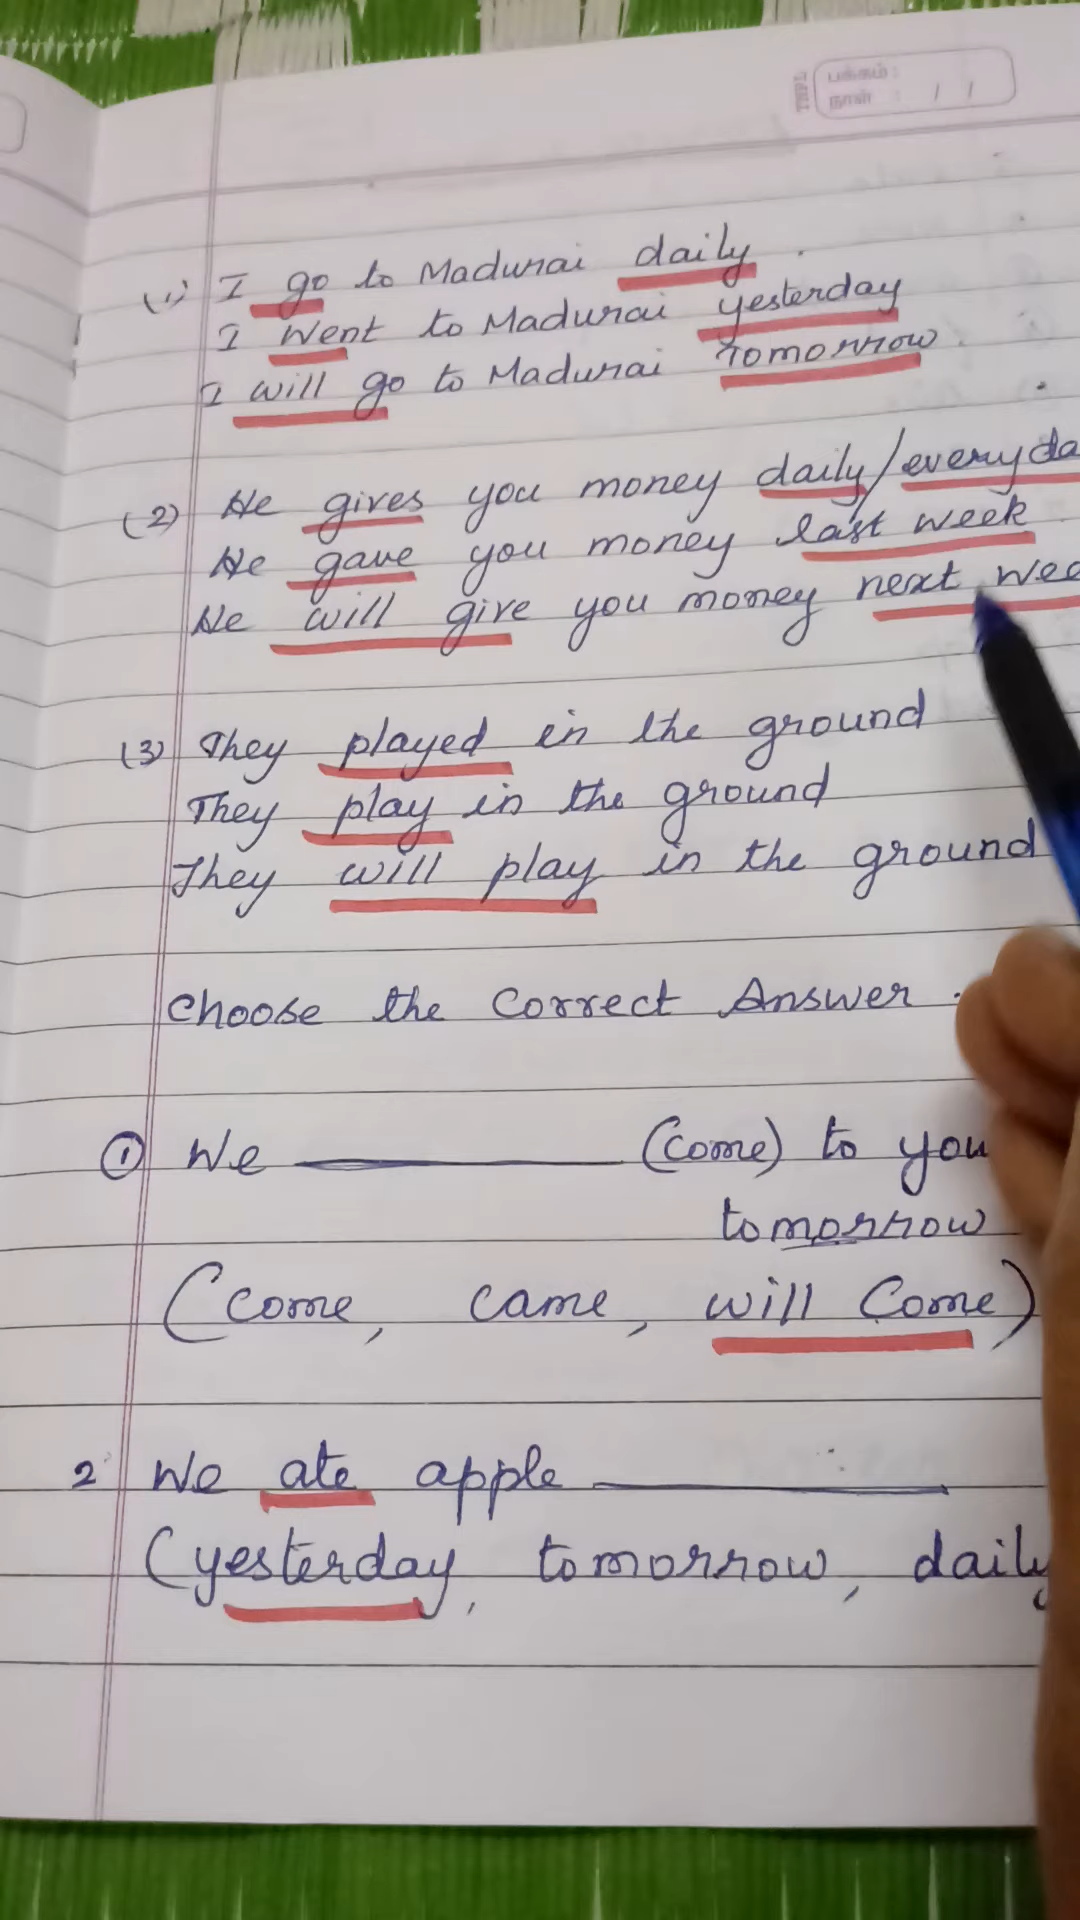 TNPL
பக்கம் :
நாள் : / /
(1) I go to Madurai daily.
I went to Madurai yesterday
I will go to Madurai tomorrow.
(2) He gives you money daily/everyda
He gave you money last week
He will give you money next wee
(3) They played in the ground
They play in the ground
They will play in the ground
Choose the Correct Answer.
① We ________ (come) to you
tomorrow
(Come, came, will Come)
2 We ate apple ________
(yesterday, tomorrow, daily